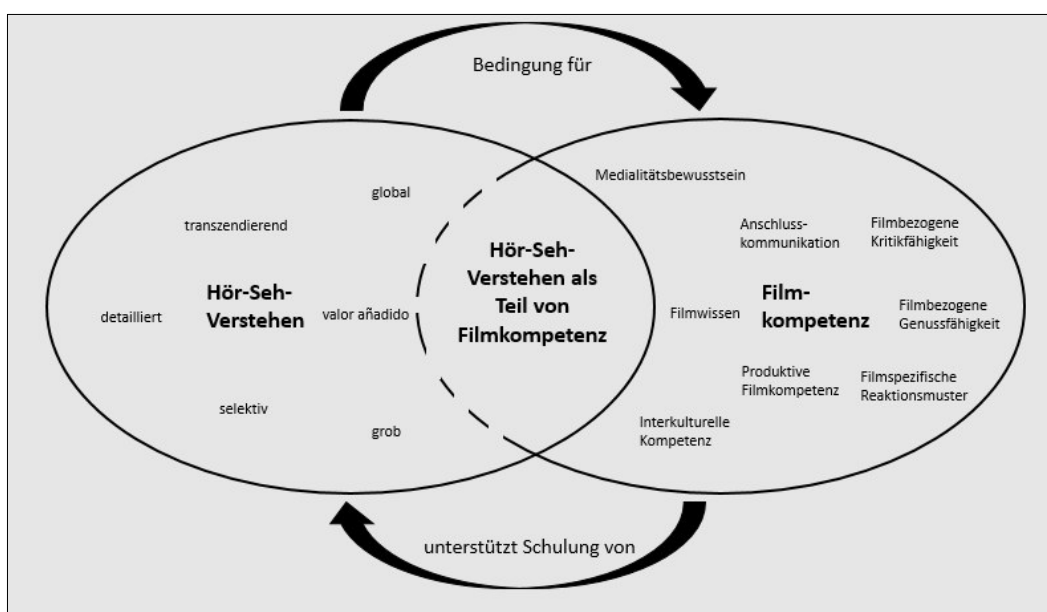 Bedingung für
global
transzendierend
detailliert
Hör-Seh-
Verstehen
valor añadido
selektiv
grob
Hör-Seh-
Verstehen als
Teil von
Filmkompetenz
Medialitätsbewusstsein
Anschluss-
kommunikation
Filmbezogene
Kritikfähigkeit
Filmwissen
Film-
kompetenz
Filmbezogene
Genussfähigkeit
Produktive
Filmkompetenz
Filmspezifische
Reaktionsmuster
Interkulturelle
Kompetenz
unterstützt Schulung von